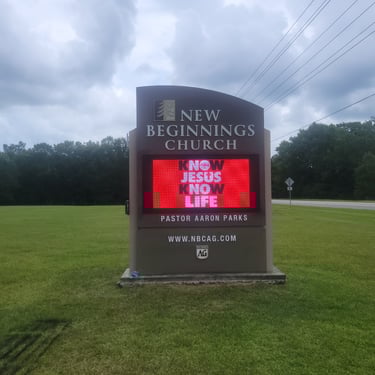 NEW
BEGINNINGS
CHURCH
KNOW
JESUS
KNOW
LIFE
PASTOR AARON PARKS
WWW.NBCAG.COM
AG